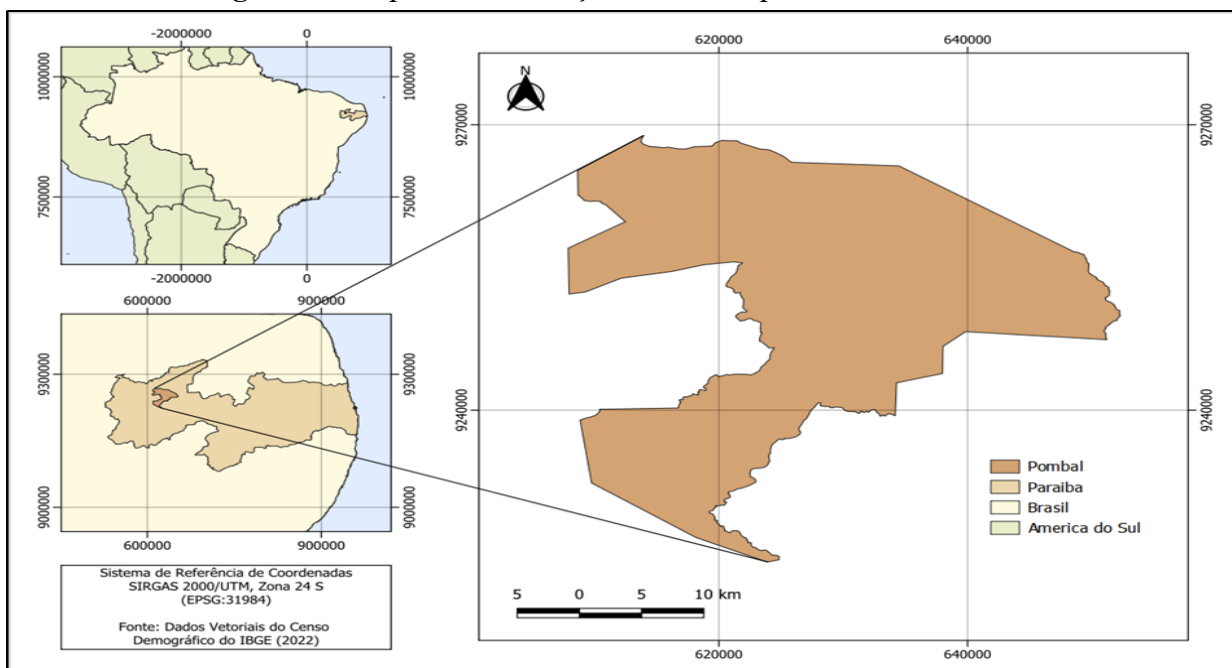 -2000000 0
10000000 10000000
7500000 7500000
-2000000 0
600000 900000
9300000 9300000
9000000 9000000
600000 900000
Sistema de Referência de Coordenadas
SIRGAS 2000/UTM, Zona 24 S
(EPSG:31984)
Fonte: Dados Vetoriais do Censo
Demográfico do IBGE (2022)
620000 640000
N
9270000 9270000
9240000 9240000
Pombal
Paraiba
Brasil
America do Sul
5 0 5 10 km
620000 640000